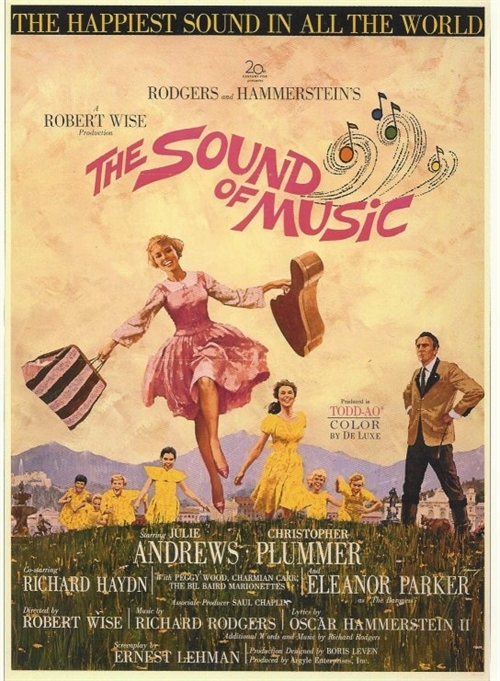 THE HAPPIEST SOUND IN ALL THE WORLD
20
presents
RODGERS and HAMMERSTEIN'S
A
ROBERT WISE
Production
THE SOUND
OF MUSIC
Produced in
TODD-AO®
COLOR
BY DE LUXE
Starring JULIE CHRISTOPHER
ANDREWS · PLUMMER
Co-starring
RICHARD HAYDN
With PEGGY WOOD, CHARMIAN CARR,
THE BIL BAIRD MARIONETTES
And
ELEANOR PARKER
as "The Baroness"
Associate Producer SAUL CHAPLIN
Directed by
ROBERT WISE
Music by
RICHARD RODGERS
Lyrics by
OSCAR HAMMERSTEIN II
Additional Words and Music by Richard Rodgers
Screenplay by
ERNEST LEHMAN
Production Designed by BORIS LEVEN
Produced by Argyle Enterprises, Inc.